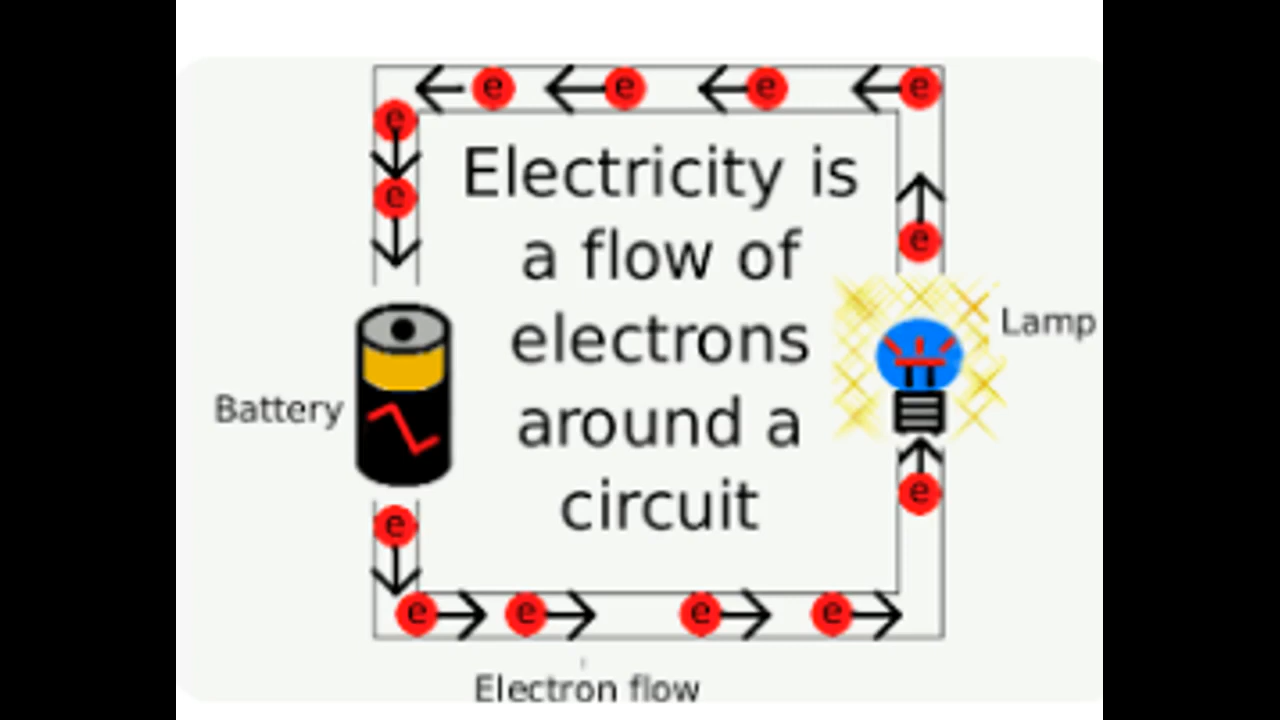 e e e e
e
e
Electricity is
a flow of
electrons
around a
circuit
e
Lamp
Battery
e
e
e e e e
Electron flow